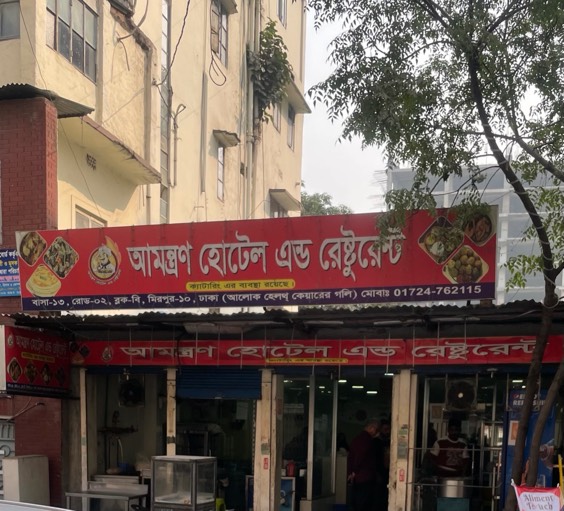 আমন্ত্রণ হোটেল এন্ড রেষ্টুরেন্ট
ক্যাটারিং এর ব্যবস্থা রয়েছে।
বাসা-১৩, রোড-০২, ব্লক-বি, মিরপুর-১০, ঢাকা (আলোক হেলথ্ কেয়ারের গলি) মোবাঃ 01724-762115
আমন্ত্রণ হোটেল এন্ড রেষ্টুরেন্ট
Aliment